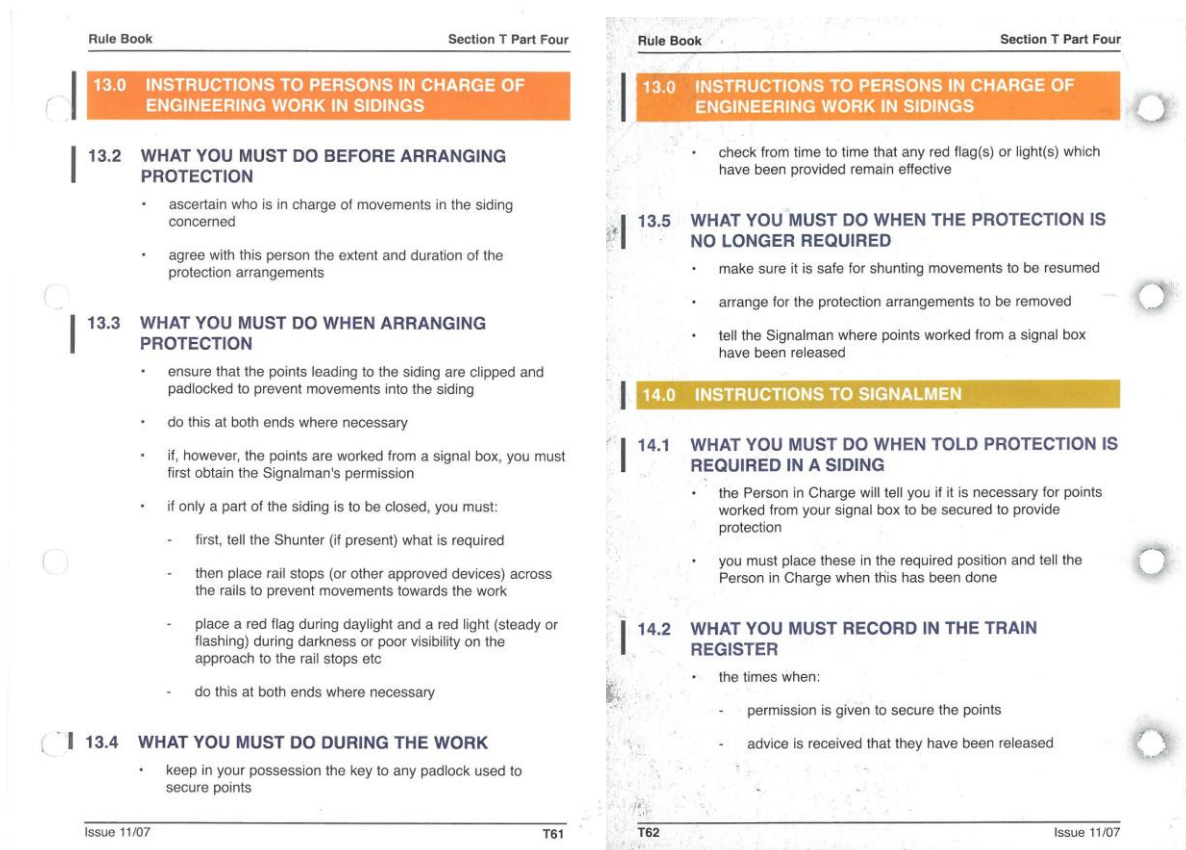 Rule Book
Section T Part Four
13.0 INSTRUCTIONS TO PERSONS IN CHARGE OF
ENGINEERING WORK IN SIDINGS
13.2 WHAT YOU MUST DO BEFORE ARRANGING
PROTECTION
• ascertain who is in charge of movements in the siding
concerned
• agree with this person the extent and duration of the
protection arrangements
13.3 WHAT YOU MUST DO WHEN ARRANGING
PROTECTION
• ensure that the points leading to the siding are clipped and
padlocked to prevent movements into the siding
• do this at both ends where necessary
• if, however, the points are worked from a signal box, you must
first obtain the Signalman's permission
• if only a part of the siding is to be closed, you must:
- first, tell the Shunter (if present) what is required
- then place rail stops (or other approved devices) across
the rails to prevent movements towards the work
- place a red flag during daylight and a red light (steady or
flashing) during darkness or poor visibility on the
approach to the rail stops etc
- do this at both ends where necessary
13.4 WHAT YOU MUST DO DURING THE WORK
• keep in your possession the key to any padlock used to
secure points
Issue 11/07
T61
Rule Book
Section T Part Four
13.0 INSTRUCTIONS TO PERSONS IN CHARGE OF
ENGINEERING WORK IN SIDINGS
• check from time to time that any red flag(s) or light(s) which
have been provided remain effective
13.5 WHAT YOU MUST DO WHEN THE PROTECTION IS
NO LONGER REQUIRED
• make sure it is safe for shunting movements to be resumed
• arrange for the protection arrangements to be removed
• tell the Signalman where points worked from a signal box
have been released
14.0 INSTRUCTIONS TO SIGNALMEN
14.1 WHAT YOU MUST DO WHEN TOLD PROTECTION IS
REQUIRED IN A SIDING
• the Person in Charge will tell you if it is necessary for points
worked from your signal box to be secured to provide
protection
• you must place these in the required position and tell the
Person in Charge when this has been done
14.2 WHAT YOU MUST RECORD IN THE TRAIN
REGISTER
• the times when:
- permission is given to secure the points
- advice is received that they have been released
T62
Issue 11/07